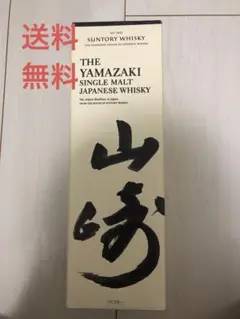 送料
無料
SUNTORY WHISKY
THE
YAMAZAKI
SINGLE MALT
JAPANESE WHISKY
山崎